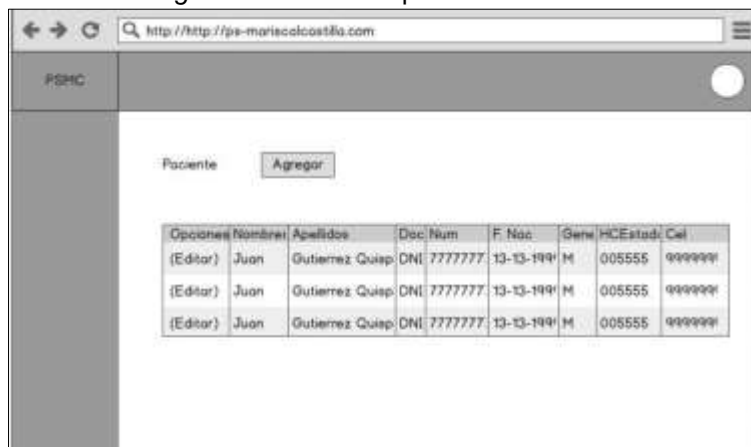 http://http://ps-mariscalcastilla.com
PSMC
Paciente Agregar
Opciones Nombres Apellidos Doc Num F. Nac Gene HCEstad Cel
(Editar) Juan Gutierrez Quisp DNI 7777777 13-13-199 M 005555 999999
(Editar) Juan Gutierrez Quisp DNI 7777777 13-13-199 M 005555 999999
(Editar) Juan Gutierrez Quisp DNI 7777777 13-13-199 M 005555 999999